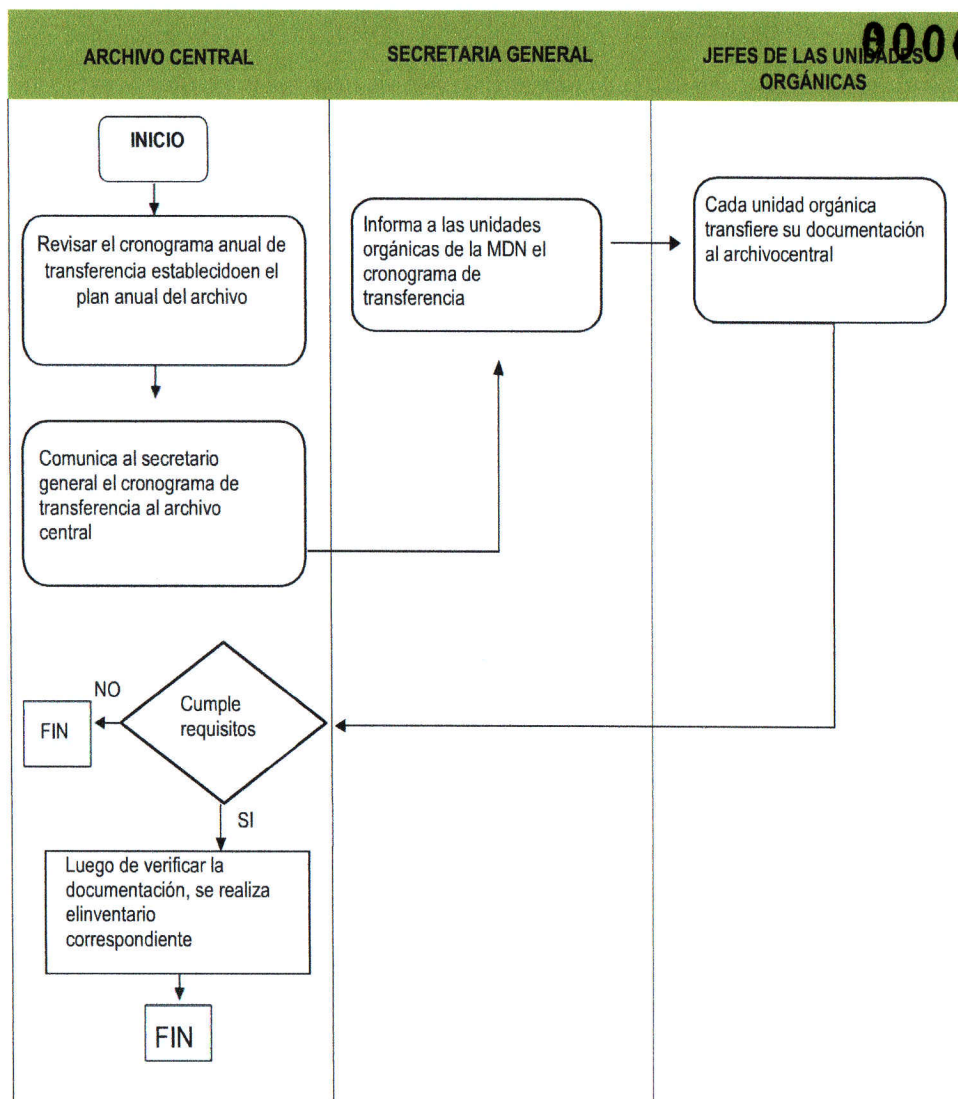 ARCHIVO CENTRAL
SECRETARIA GENERAL
JEFES DE LAS UNIDADES
ORGÁNICAS
000
INICIO
Revisar el cronograma anual de
transferencia establecidoen el
plan anual del archivo
Comunica al secretario
general el cronograma de
transferencia al archivo
central
Informa a las unidades
orgánicas de la MDN el
cronograma de
transferencia
Cada unidad orgánica
transfiere su documentación
al archivocentral
Cumple
requisitos
NO
FIN
SI
Luego de verificar la
documentación, se realiza
elinventario
correspondiente
FIN